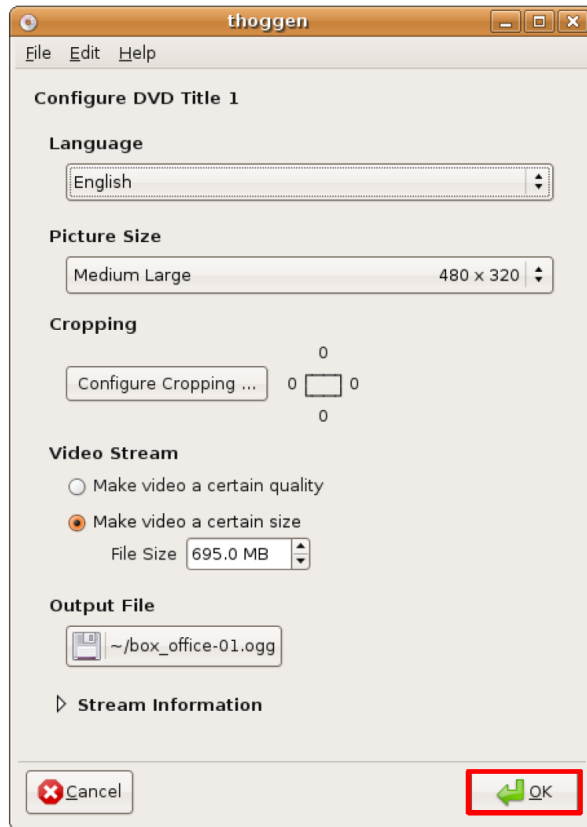 thoggen
File Edit Help
Configure DVD Title 1
Language
English
Picture Size
Medium Large 480 x 320
Cropping
0
Configure Cropping ... 0 0
0
Video Stream
Make video a certain quality
Make video a certain size
File Size 695.0 MB
Output File
~/box_office-01.ogg
Stream Information
Cancel OK